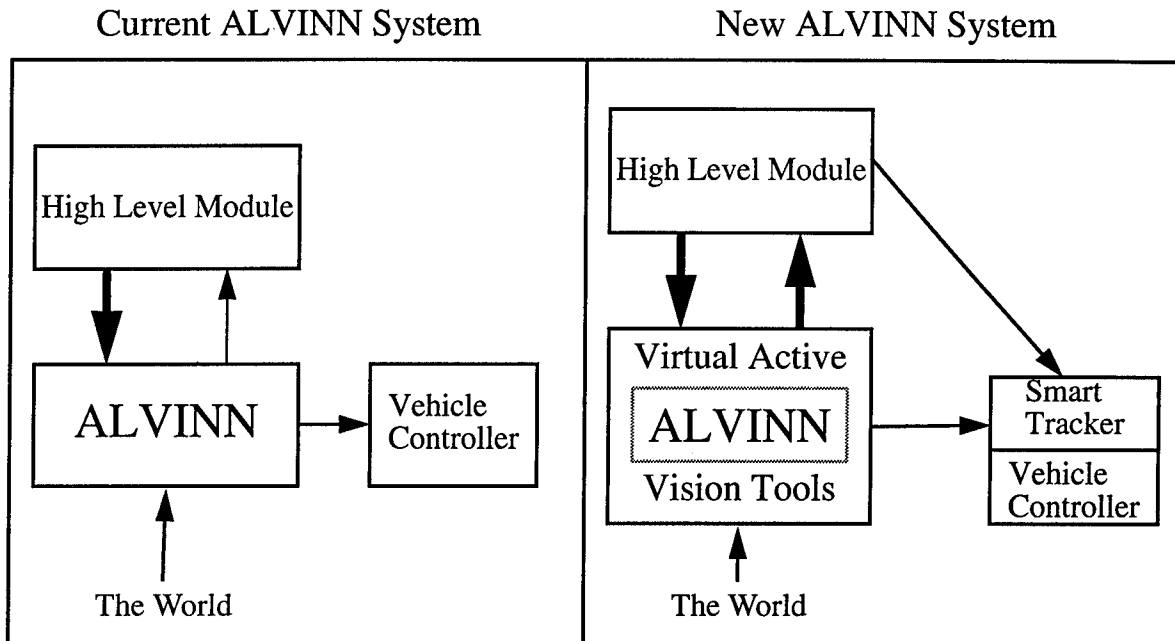 Current ALVINN System
High Level Module
ALVINN
Vehicle
Controller
The World
New ALVINN System
High Level Module
Virtual Active
ALVINN
Vision Tools
Smart
Tracker
Vehicle
Controller
The World